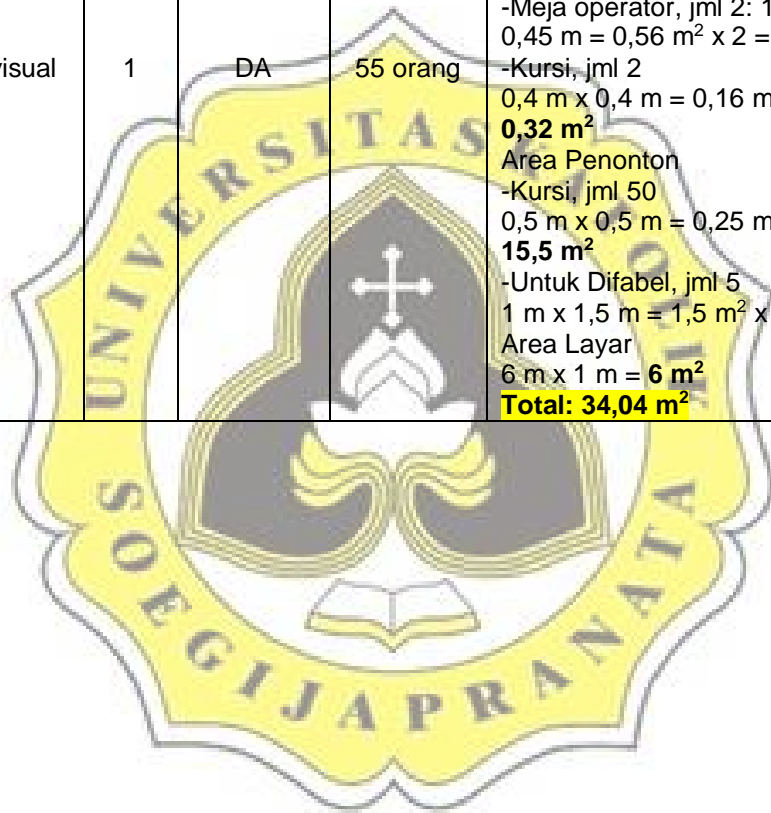 -Meja operator, jml 2: 1
0,45 m = 0,56 m² x 2 =
visual 1 DA 55 orang -Kursi, jml 2
0,4 m x 0,4 m = 0,16 m
0,32 m²
Area Penonton
-Kursi, jml 50
0,5 m x 0,5 m = 0,25 m
15,5 m²
-Untuk Difabel, jml 5
1 m x 1,5 m = 1,5 m² x
Area Layar
6 m x 1 m = 6 m²
Total: 34,04 m²
UNIVERSITAS KATOLIK
SOEGIJAPRANATA